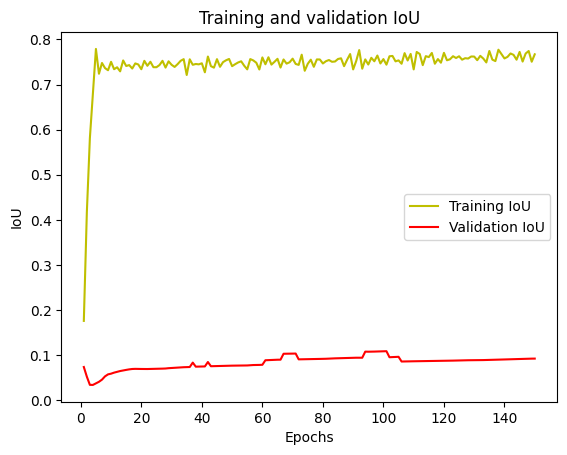 Training and validation IoU
0.8
0.7
0.6
0.5
0.4
0.3
0.2
0.1
0.0
IoU
Training IoU
Validation IoU
0 20 40 60 80 100 120 140
Epochs